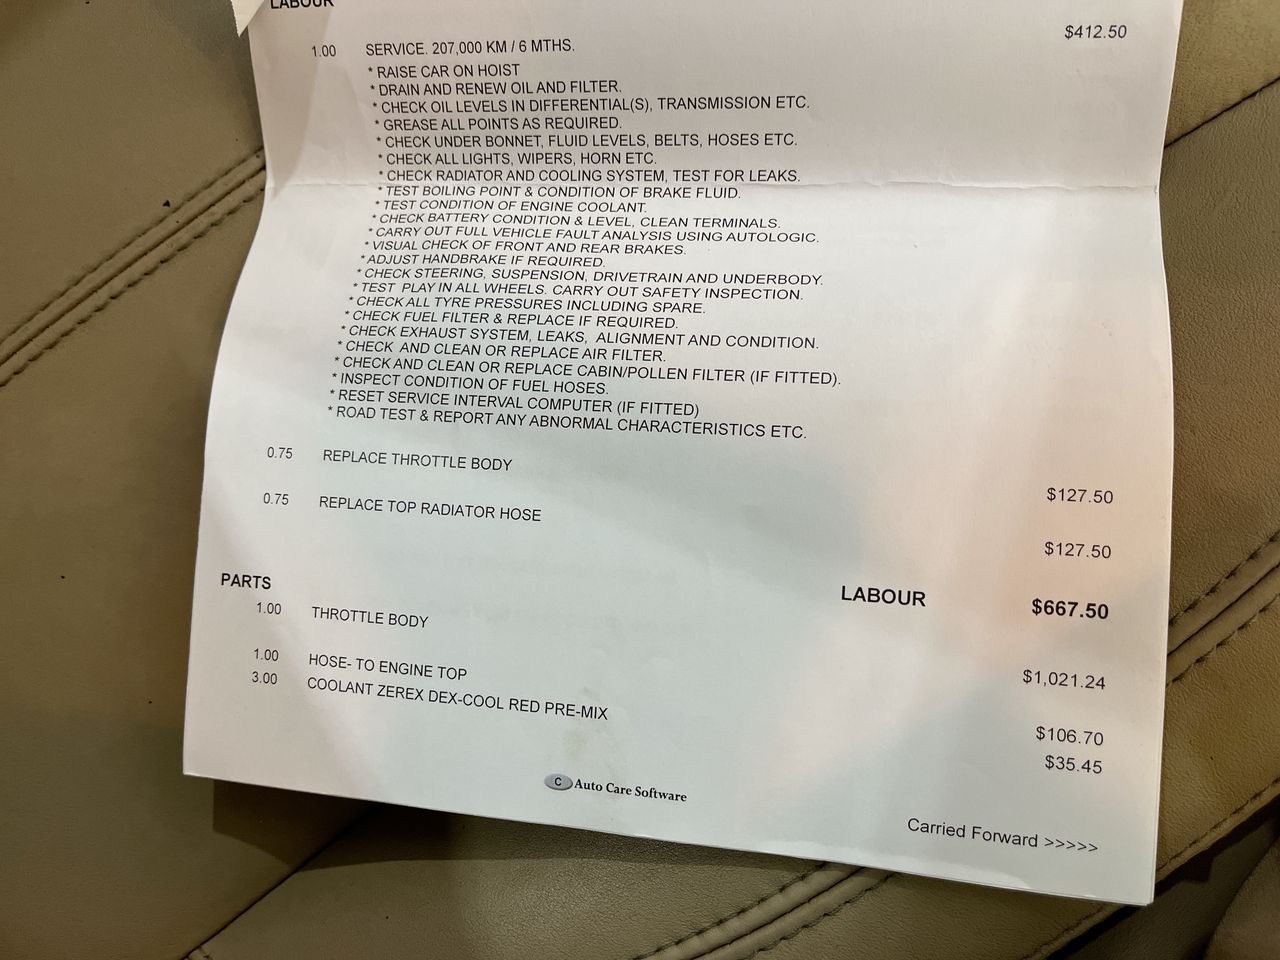 LABOUR
$412.50
1.00 SERVICE. 207,000 KM / 6 MTHS.
* RAISE CAR ON HOIST
* DRAIN AND RENEW OIL AND FILTER.
* CHECK OIL LEVELS IN DIFFERENTIAL(S), TRANSMISSION ETC.
* GREASE ALL POINTS AS REQUIRED.
* CHECK UNDER BONNET, FLUID LEVELS, BELTS, HOSES ETC.
* CHECK ALL LIGHTS, WIPERS, HORN ETC.
* CHECK RADIATOR AND COOLING SYSTEM, TEST FOR LEAKS.
* TEST BOILING POINT & CONDITION OF BRAKE FLUID.
* TEST CONDITION OF ENGINE COOLANT.
* CHECK BATTERY CONDITION & LEVEL, CLEAN TERMINALS.
* CARRY OUT FULL VEHICLE FAULT ANALYSIS USING AUTOLOGIC.
* VISUAL CHECK OF FRONT AND REAR BRAKES.
* ADJUST HANDBRAKE IF REQUIRED.
* CHECK STEERING, SUSPENSION, DRIVETRAIN AND UNDERBODY.
* TEST PLAY IN ALL WHEELS. CARRY OUT SAFETY INSPECTION.
* CHECK ALL TYRE PRESSURES INCLUDING SPARE.
* CHECK FUEL FILTER & REPLACE IF REQUIRED.
* CHECK EXHAUST SYSTEM, LEAKS, ALIGNMENT AND CONDITION.
* CHECK AND CLEAN OR REPLACE AIR FILTER.
* CHECK AND CLEAN OR REPLACE CABIN/POLLEN FILTER (IF FITTED).
* INSPECT CONDITION OF FUEL HOSES.
* RESET SERVICE INTERVAL COMPUTER (IF FITTED)
* ROAD TEST & REPORT ANY ABNORMAL CHARACTERISTICS ETC.
0.75 REPLACE THROTTLE BODY $127.50
0.75 REPLACE TOP RADIATOR HOSE $127.50
LABOUR $667.50
PARTS
1.00 THROTTLE BODY $1,021.24
1.00 HOSE- TO ENGINE TOP $106.70
3.00 COOLANT ZEREX DEX-COOL RED PRE-MIX $35.45
C Auto Care Software
Carried Forward >>>>>